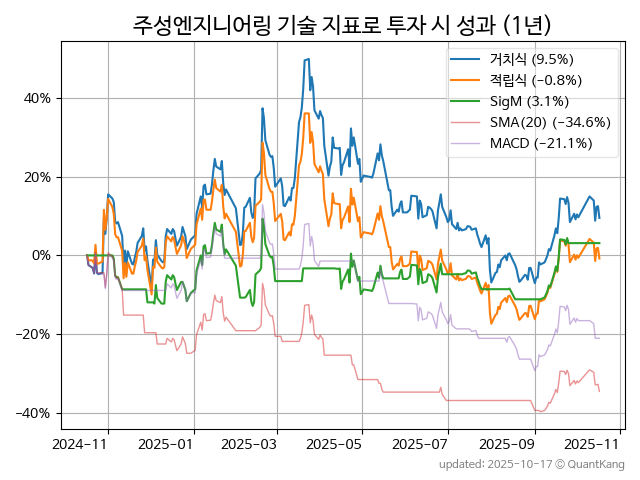 주성엔지니어링 기술 지표로 투자 시 성과 (1년)
거치식 (9.5%)
적립식 (−0.8%)
SigM (3.1%)
SMA(20) (−34.6%)
MACD (−21.1%)
40%
20%
0%
−20%
−40%
2024-11 2025-01 2025-03 2025-05 2025-07 2025-09 2025-11
updated: 2025-10-17 © QuantKang